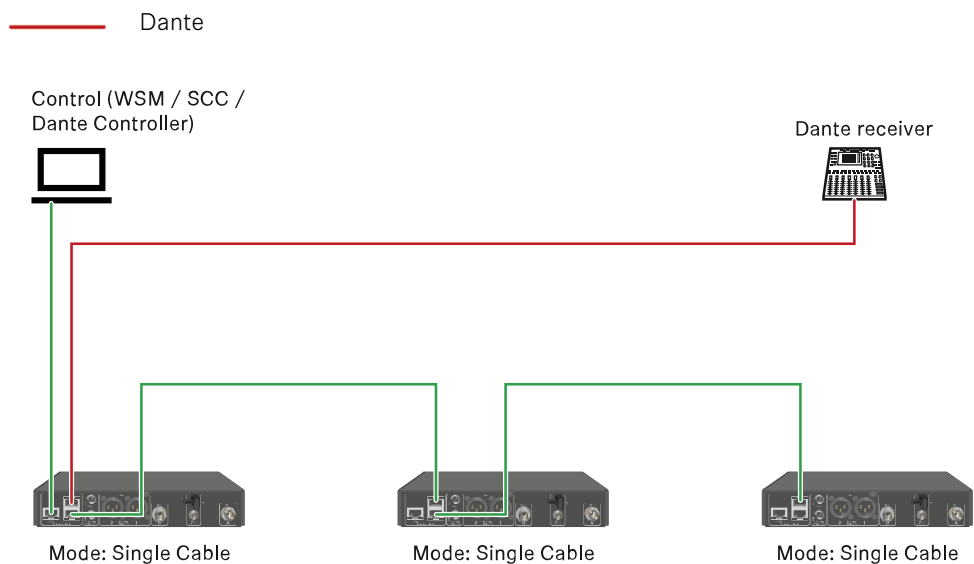 Dante
Control (WSM / SCC /
Dante Controller)
Dante receiver
Mode: Single Cable
Mode: Single Cable
Mode: Single Cable